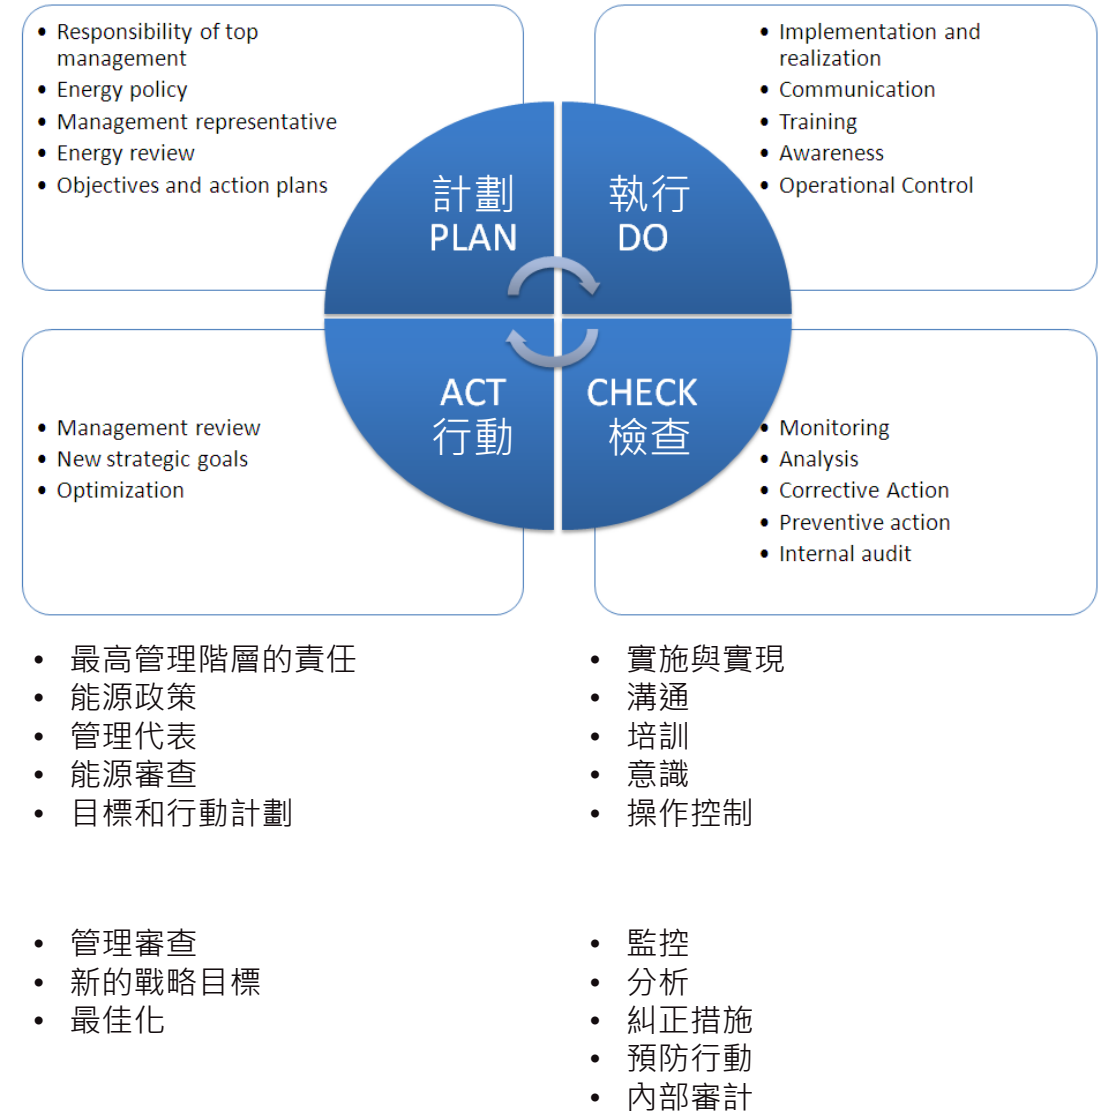 • Responsibility of top
management
• Energy policy
• Management representative
• Energy review
• Objectives and action plans
• Implementation and
realization
• Communication
• Training
• Awareness
• Operational Control
計劃
PLAN
執行
DO
ACT
行動
CHECK
檢查
• Management review
• New strategic goals
• Optimization
• Monitoring
• Analysis
• Corrective Action
• Preventive action
• Internal audit
• 最高管理階層的責任
• 能源政策
• 管理代表
• 能源審查
• 目標和行動計劃
• 實施與實現
• 溝通
• 培訓
• 意識
• 操作控制
• 管理審查
• 新的戰略目標
• 最佳化
• 監控
• 分析
• 糾正措施
• 預防行動
• 內部審計